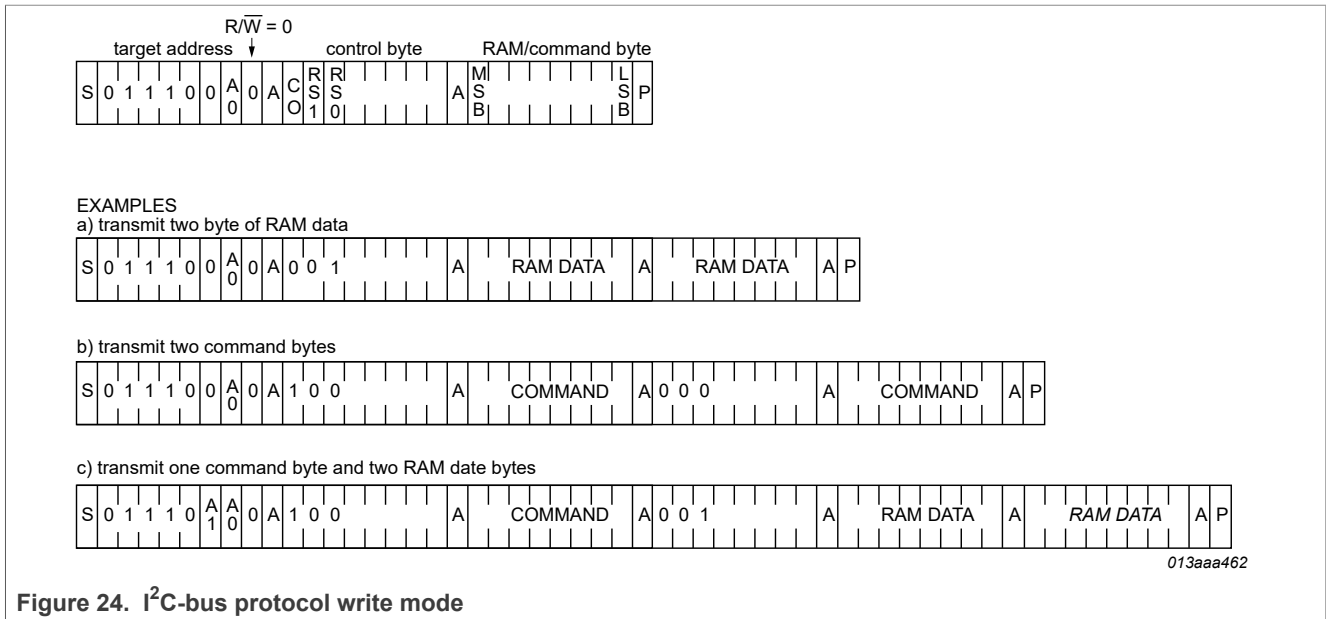 R/W = 0
target address control byte RAM/command byte
S 0 1 1 1 0 0 A0 0 A CO RS1 RS0 A MSB LSB P
EXAMPLES
a) transmit two byte of RAM data
S 0 1 1 1 0 0 A0 0 A 0 0 1 A RAM DATA A RAM DATA A P
b) transmit two command bytes
S 0 1 1 1 0 0 A0 0 A 1 0 0 A COMMAND A 0 0 0 A COMMAND A P
c) transmit one command byte and two RAM date bytes
S 0 1 1 1 0 A1 A0 0 A 1 0 0 A COMMAND A 0 0 1 A RAM DATA A RAM DATA A P
013aaa462
Figure 24. I²C-bus protocol write mode